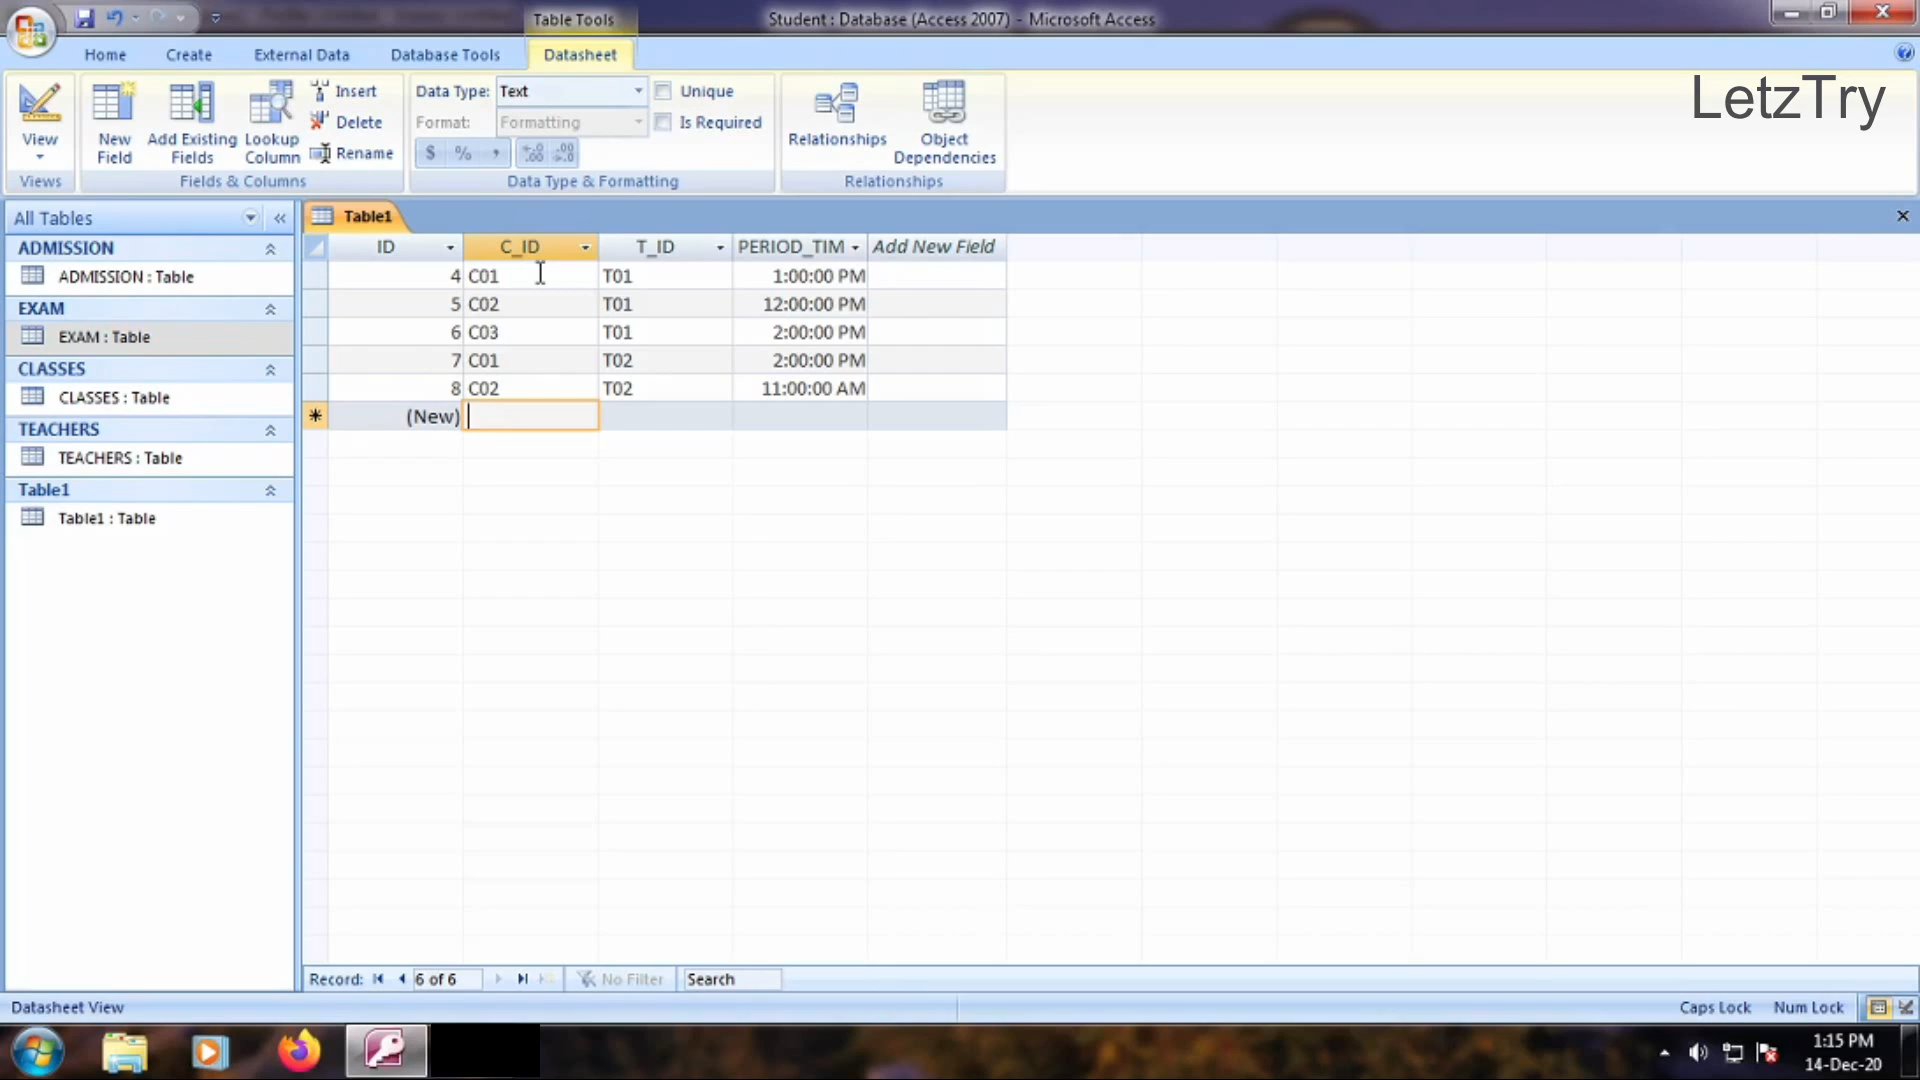 Table Tools
Student : Database (Access 2007) - Microsoft Access
Home Create External Data Database Tools Datasheet
LetzTry
View
New Field
Add Existing Fields
Lookup Column
Insert
Delete
Rename
Data Type: Text
Format: Formatting
$ % ,
Unique
Is Required
Relationships
Object Dependencies
Views
Fields & Columns
Data Type & Formatting
Relationships
All Tables
ADMISSION
ADMISSION : Table
EXAM
EXAM : Table
CLASSES
CLASSES : Table
TEACHERS
TEACHERS : Table
Table1
Table1 : Table
Table1
ID C_ID T_ID PERIOD_TIM Add New Field
4 C01 T01 1:00:00 PM
5 C02 T01 12:00:00 PM
6 C03 T01 2:00:00 PM
7 C01 T02 2:00:00 PM
8 C02 T02 11:00:00 AM
(New)
Record: 6 of 6 No Filter Search
Datasheet View
Caps Lock Num Lock
1:15 PM
14-Dec-20